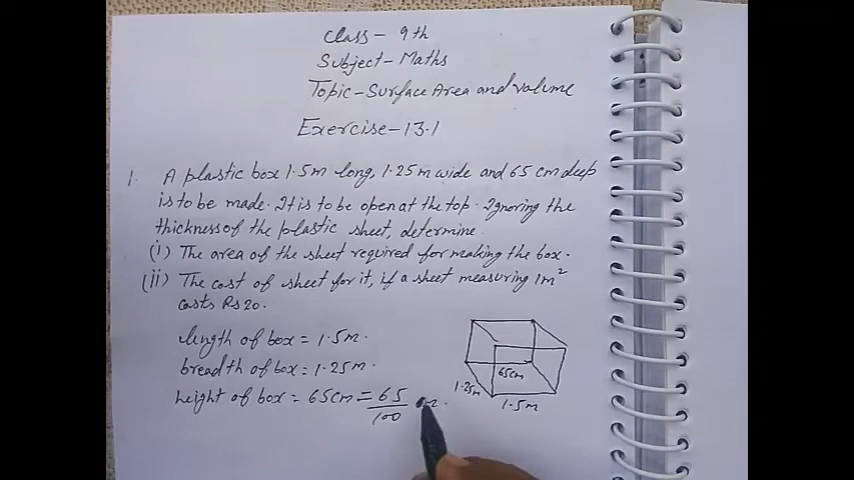 Class - 9th
Subject - Maths
Topic - Surface Area and volume
Exercise - 13.1
1. A plastic box 1.5m long, 1.25m wide and 65 cm deep
is to be made. It is to be open at the top. Ignoring the
thickness of the plastic sheet, determine
(i) The area of the sheet required for making the box.
(ii) The cost of sheet for it, if a sheet measuring 1m²
costs Rs 20.
length of box = 1.5m.
breadth of box = 1.25m.
height of box = 65cm = 65/100 m.
65cm
1.25m
1.5m